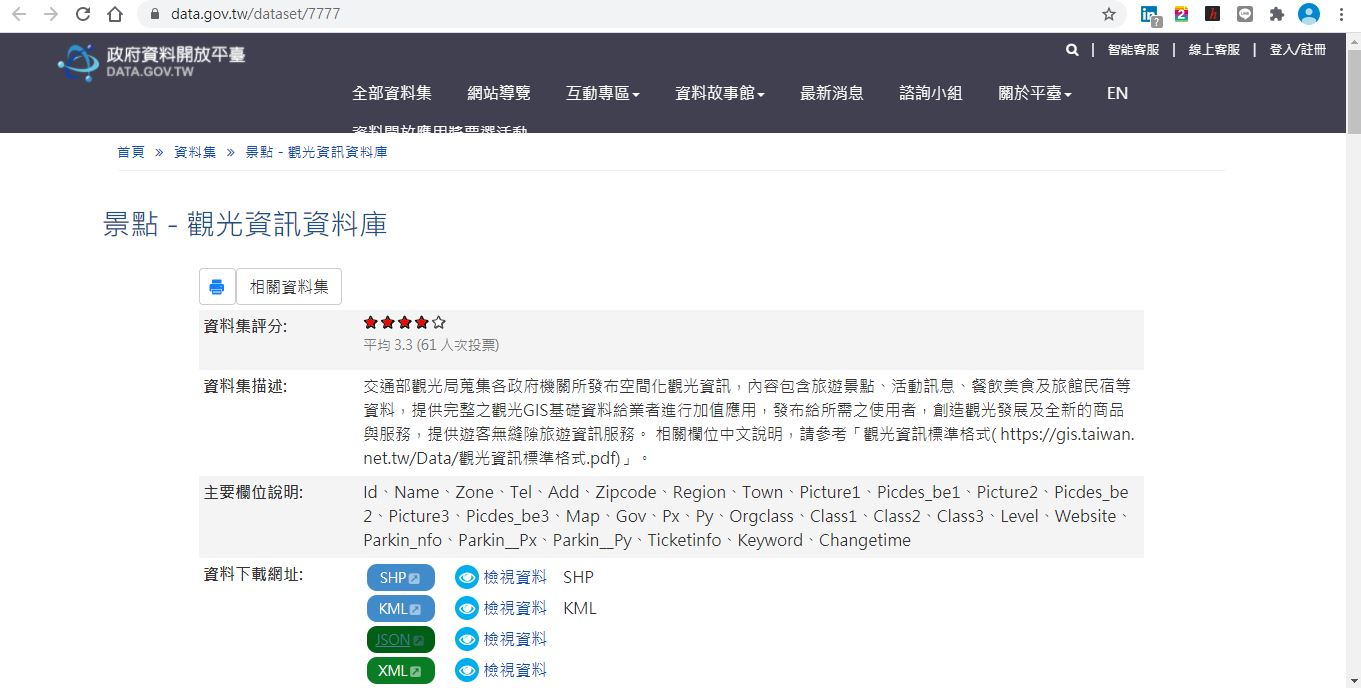 data.gov.tw/dataset/7777
政府資料開放平臺
DATA.GOV.TW
智能客服 | 線上客服 | 登入/註冊
全部資料集 網站導覽 互動專區 資料故事館 最新消息 諮詢小組 關於平臺 EN
資料開放應用獎票選活動
首頁 » 資料集 » 景點 - 觀光資訊資料庫
景點 - 觀光資訊資料庫
相關資料集
資料集評分:
平均 3.3 (61 人次投票)
資料集描述: 交通部觀光局蒐集各政府機關所發布空間化觀光資訊，內容包含旅遊景點、活動訊息、餐飲美食及旅館民宿等
資料，提供完整之觀光GIS基礎資料給業者進行加值應用，發布給所需之使用者，創造觀光發展及全新的商品
與服務，提供遊客無縫隙旅遊資訊服務。 相關欄位中文說明，請參考「觀光資訊標準格式( https://gis.taiwan.
net.tw/Data/觀光資訊標準格式.pdf)」。
主要欄位說明: Id、Name、Zone、Tel、Add、Zipcode、Region、Town、Picture1、Picdes_be1、Picture2、Picdes_be
2、Picture3、Picdes_be3、Map、Gov、Px、Py、Orgclass、Class1、Class2、Class3、Level、Website、
Parkin_nfo、Parkin__Px、Parkin__Py、Ticketinfo、Keyword、Changetime
資料下載網址: SHP 檢視資料 SHP
KML 檢視資料 KML
JSON 檢視資料
XML 檢視資料